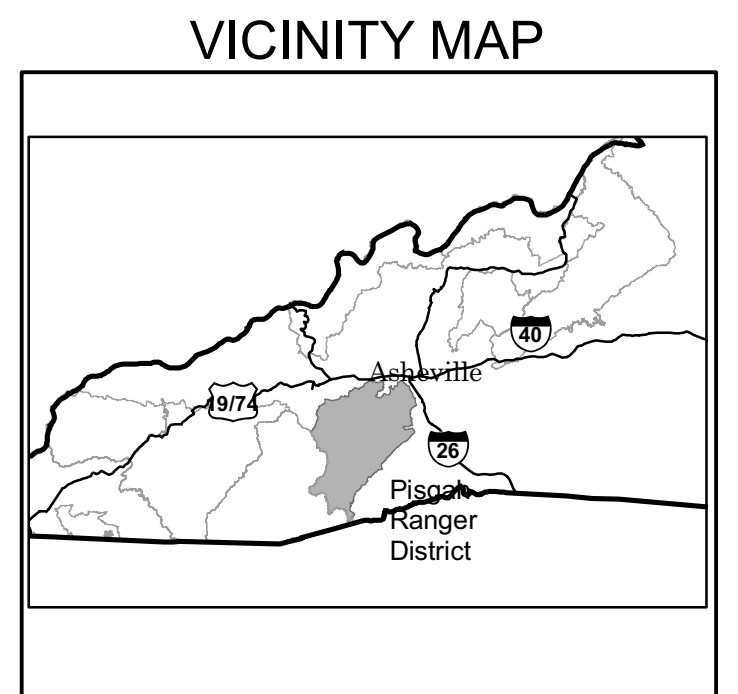 VICINITY MAP
40
Asheville
19/74
26
Pisgah
Ranger
District